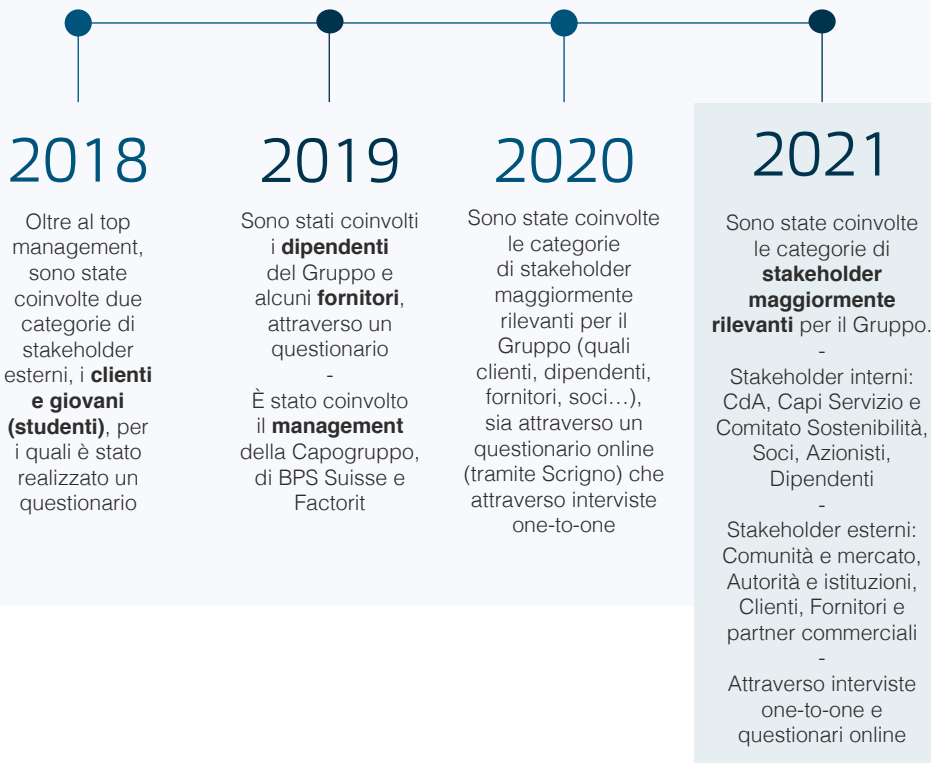 2018
Oltre al top
management,
sono state
coinvolte due
categorie di
stakeholder
esterni, i clienti
e giovani
(studenti), per
i quali è stato
realizzato un
questionario
2019
Sono stati coinvolti
i dipendenti
del Gruppo e
alcuni fornitori,
attraverso un
questionario
-
È stato coinvolto
il management
della Capogruppo,
di BPS Suisse e
Factorit
2020
Sono state coinvolte
le categorie
di stakeholder
maggiormente
rilevanti per il
Gruppo (quali
clienti, dipendenti,
fornitori, soci…),
sia attraverso un
questionario online
(tramite Scrigno) che
attraverso interviste
one-to-one
2021
Sono state coinvolte
le categorie di
stakeholder
maggiormente
rilevanti per il Gruppo.
-
Stakeholder interni:
CdA, Capi Servizio e
Comitato Sostenibilità,
Soci, Azionisti,
Dipendenti
-
Stakeholder esterni:
Comunità e mercato,
Autorità e istituzioni,
Clienti, Fornitori e
partner commerciali
-
Attraverso interviste
one-to-one e
questionari online